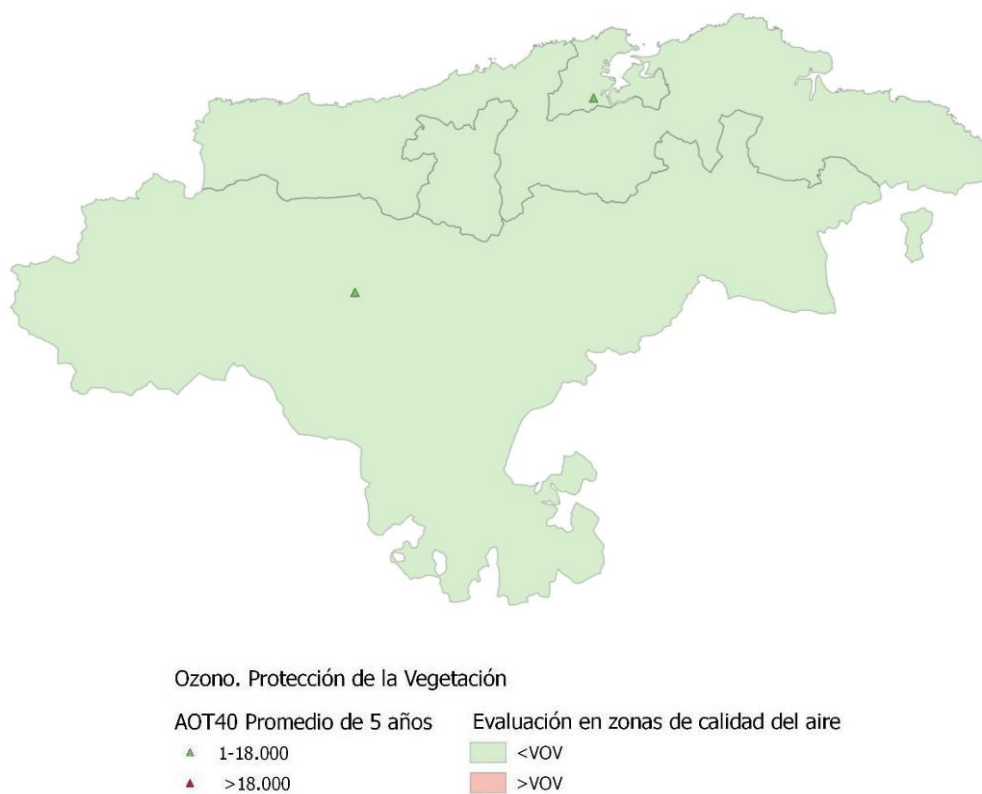 Ozono. Protección de la Vegetación
AOT40 Promedio de 5 años
1-18.000
>18.000
Evaluación en zonas de calidad del aire
<VOV
>VOV